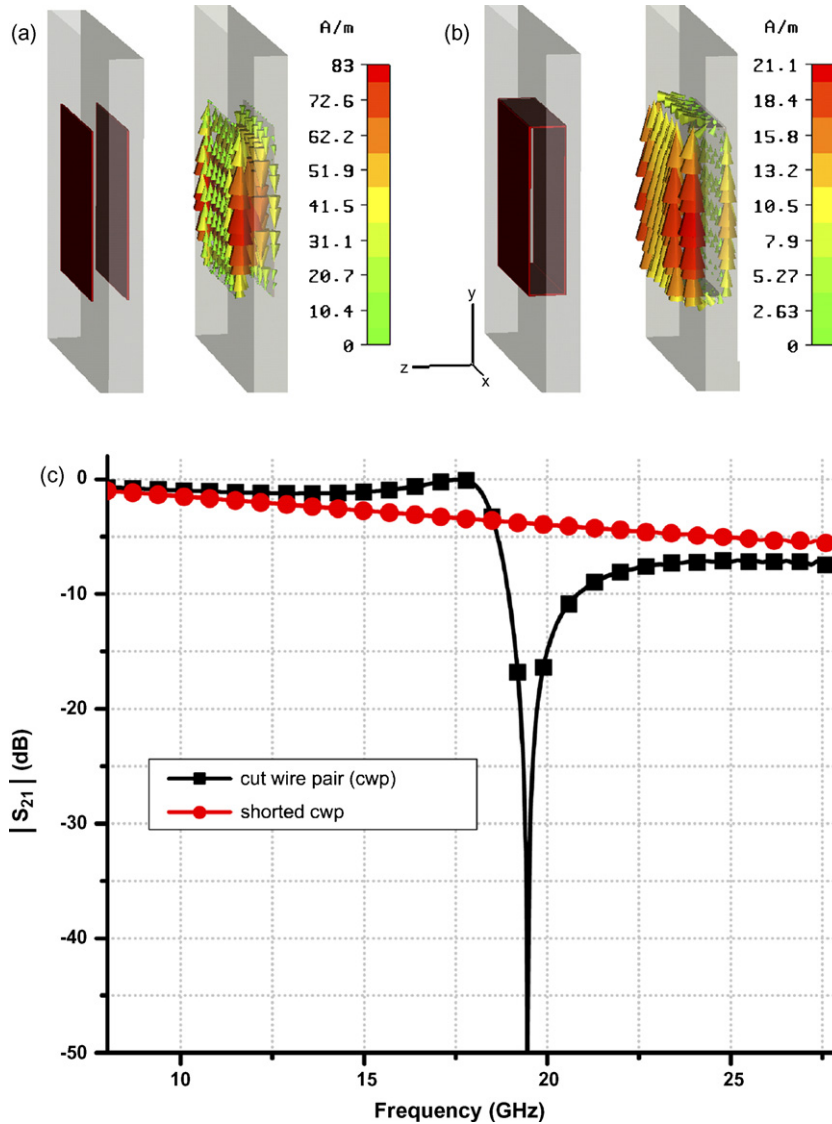 (a)
A/m
83
72.6
62.2
51.9
41.5
31.1
20.7
10.4
0
(b)
A/m
21.1
18.4
15.8
13.2
10.5
7.9
5.27
2.63
0
y
z
x
(c)
0
-10
-20
-30
-40
-50
|S21| (dB)
cut wire pair (cwp)
shorted cwp
10
15
20
25
Frequency (GHz)